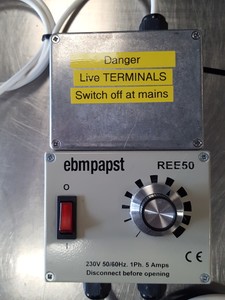 Danger
Live TERMINALS
Switch off at mains
ebmpapst REE50
O
I
CE
230V 50/60Hz. 1Ph. 5 Amps
Disconnect before opening